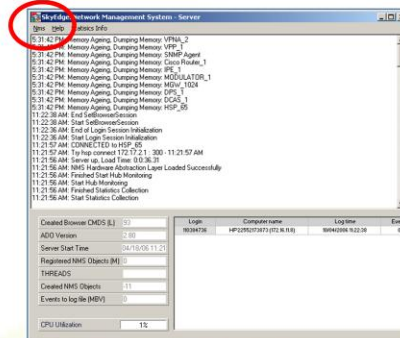 SkyEdge Network Management System - Server
Nms Help Statisics Info
5:31:42 PM: Memory Ageing, Dumping Memory: VPNA_2
5:31:42 PM: Memory Ageing, Dumping Memory: VPP_1
5:31:42 PM: Memory Ageing, Dumping Memory: SNMP Agent
5:31:42 PM: Memory Ageing, Dumping Memory: Cisco Router_1
5:31:42 PM: Memory Ageing, Dumping Memory: IPE_1
5:31:42 PM: Memory Ageing, Dumping Memory: MODULATOR_1
5:31:42 PM: Memory Ageing, Dumping Memory: MGW_1024
5:31:42 PM: Memory Ageing, Dumping Memory: DPS_1
5:31:42 PM: Memory Ageing, Dumping Memory: DCAS_1
5:31:42 PM: Memory Ageing, Dumping Memory: HSP_65
11:22:38 AM: End SetBrowserSession
11:22:38 AM: Start SetBrowserSession
11:22:36 AM: End of Login Session Initialization
11:22:36 AM: Start Login Session Initialization
11:21:57 AM: CONNECTED to HSP_65
11:21:57 AM: Try hop connect 172.17.2.1 : 300 - 11:21:57 AM
11:21:56 AM: Server up, Load Time: 0:0:36.31
11:21:56 AM: NMS Hardware Abstraction Layer Loaded Successfully
11:21:56 AM: Finished Start Hub Monitoring
11:21:56 AM: Start Hub Monitoring
11:21:56 AM: Finished Statistics Collection
11:21:56 AM: Start Statistics Collection
Created Browser CMDS (L) 93
ADO Version 2.80
Server Start Time 04/18/06 11:21
Registered NMS Objects (M) 0
THREADS
Created NMS Objects -11
Events to log file (MBV) 0
CPU Utilization 1%
Login Computer name Log time
18/04/2006 11:22:38